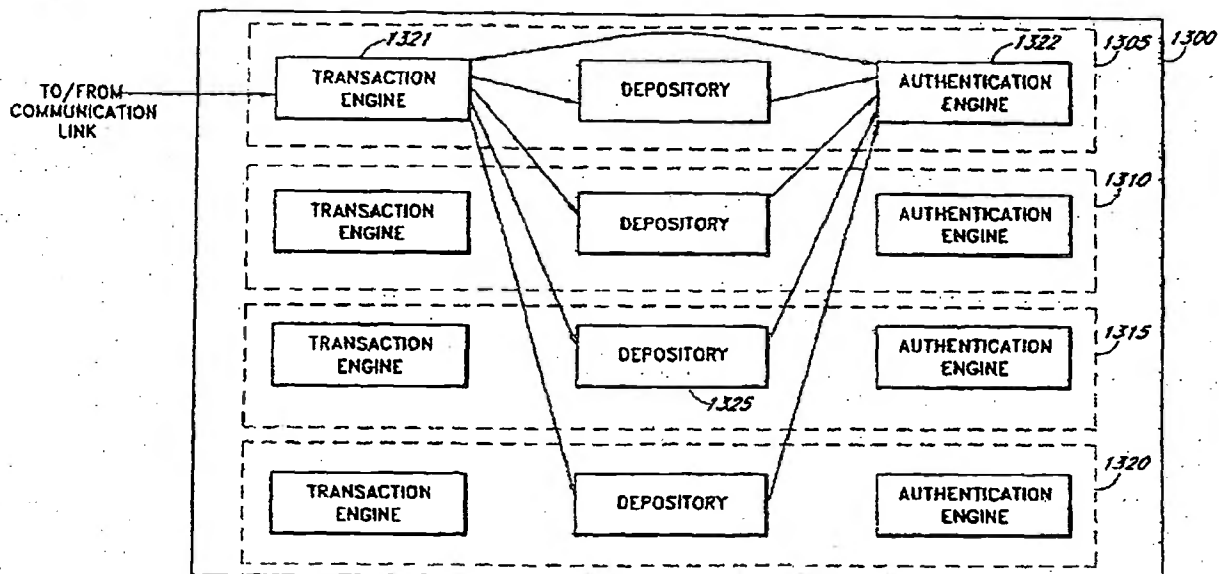 1321
1322
1305
1300
TRANSACTION
ENGINE
DEPOSITORY
AUTHENTICATION
ENGINE
TO/FROM
COMMUNICATION
LINK
1310
TRANSACTION
ENGINE
DEPOSITORY
AUTHENTICATION
ENGINE
1315
TRANSACTION
ENGINE
DEPOSITORY
AUTHENTICATION
ENGINE
1325
1320
TRANSACTION
ENGINE
DEPOSITORY
AUTHENTICATION
ENGINE